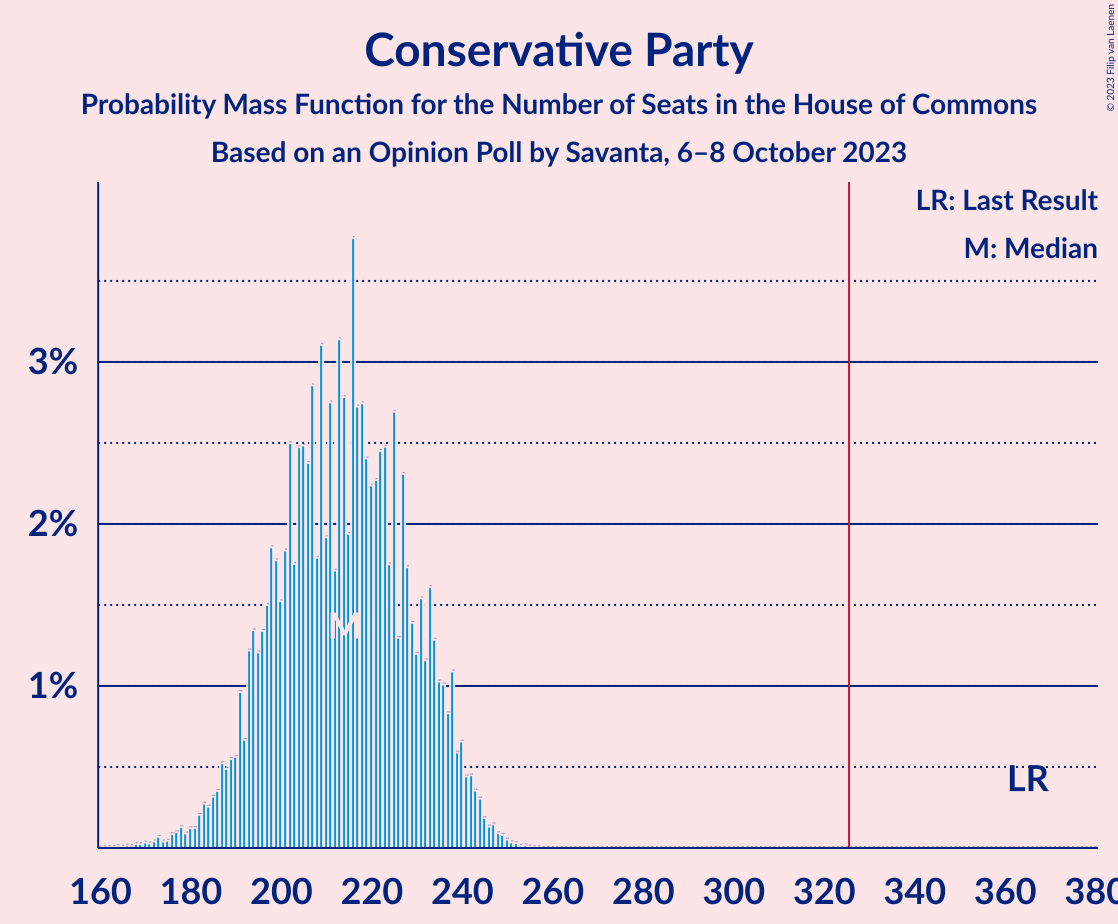 Conservative Party
Probability Mass Function for the Number of Seats in the House of Commons
Based on an Opinion Poll by Savanta, 6–8 October 2023
© 2023 Filip van Laenen
LR: Last Result
M: Median
3%
2%
1%
M
LR
160 180 200 220 240 260 280 300 320 340 360 380